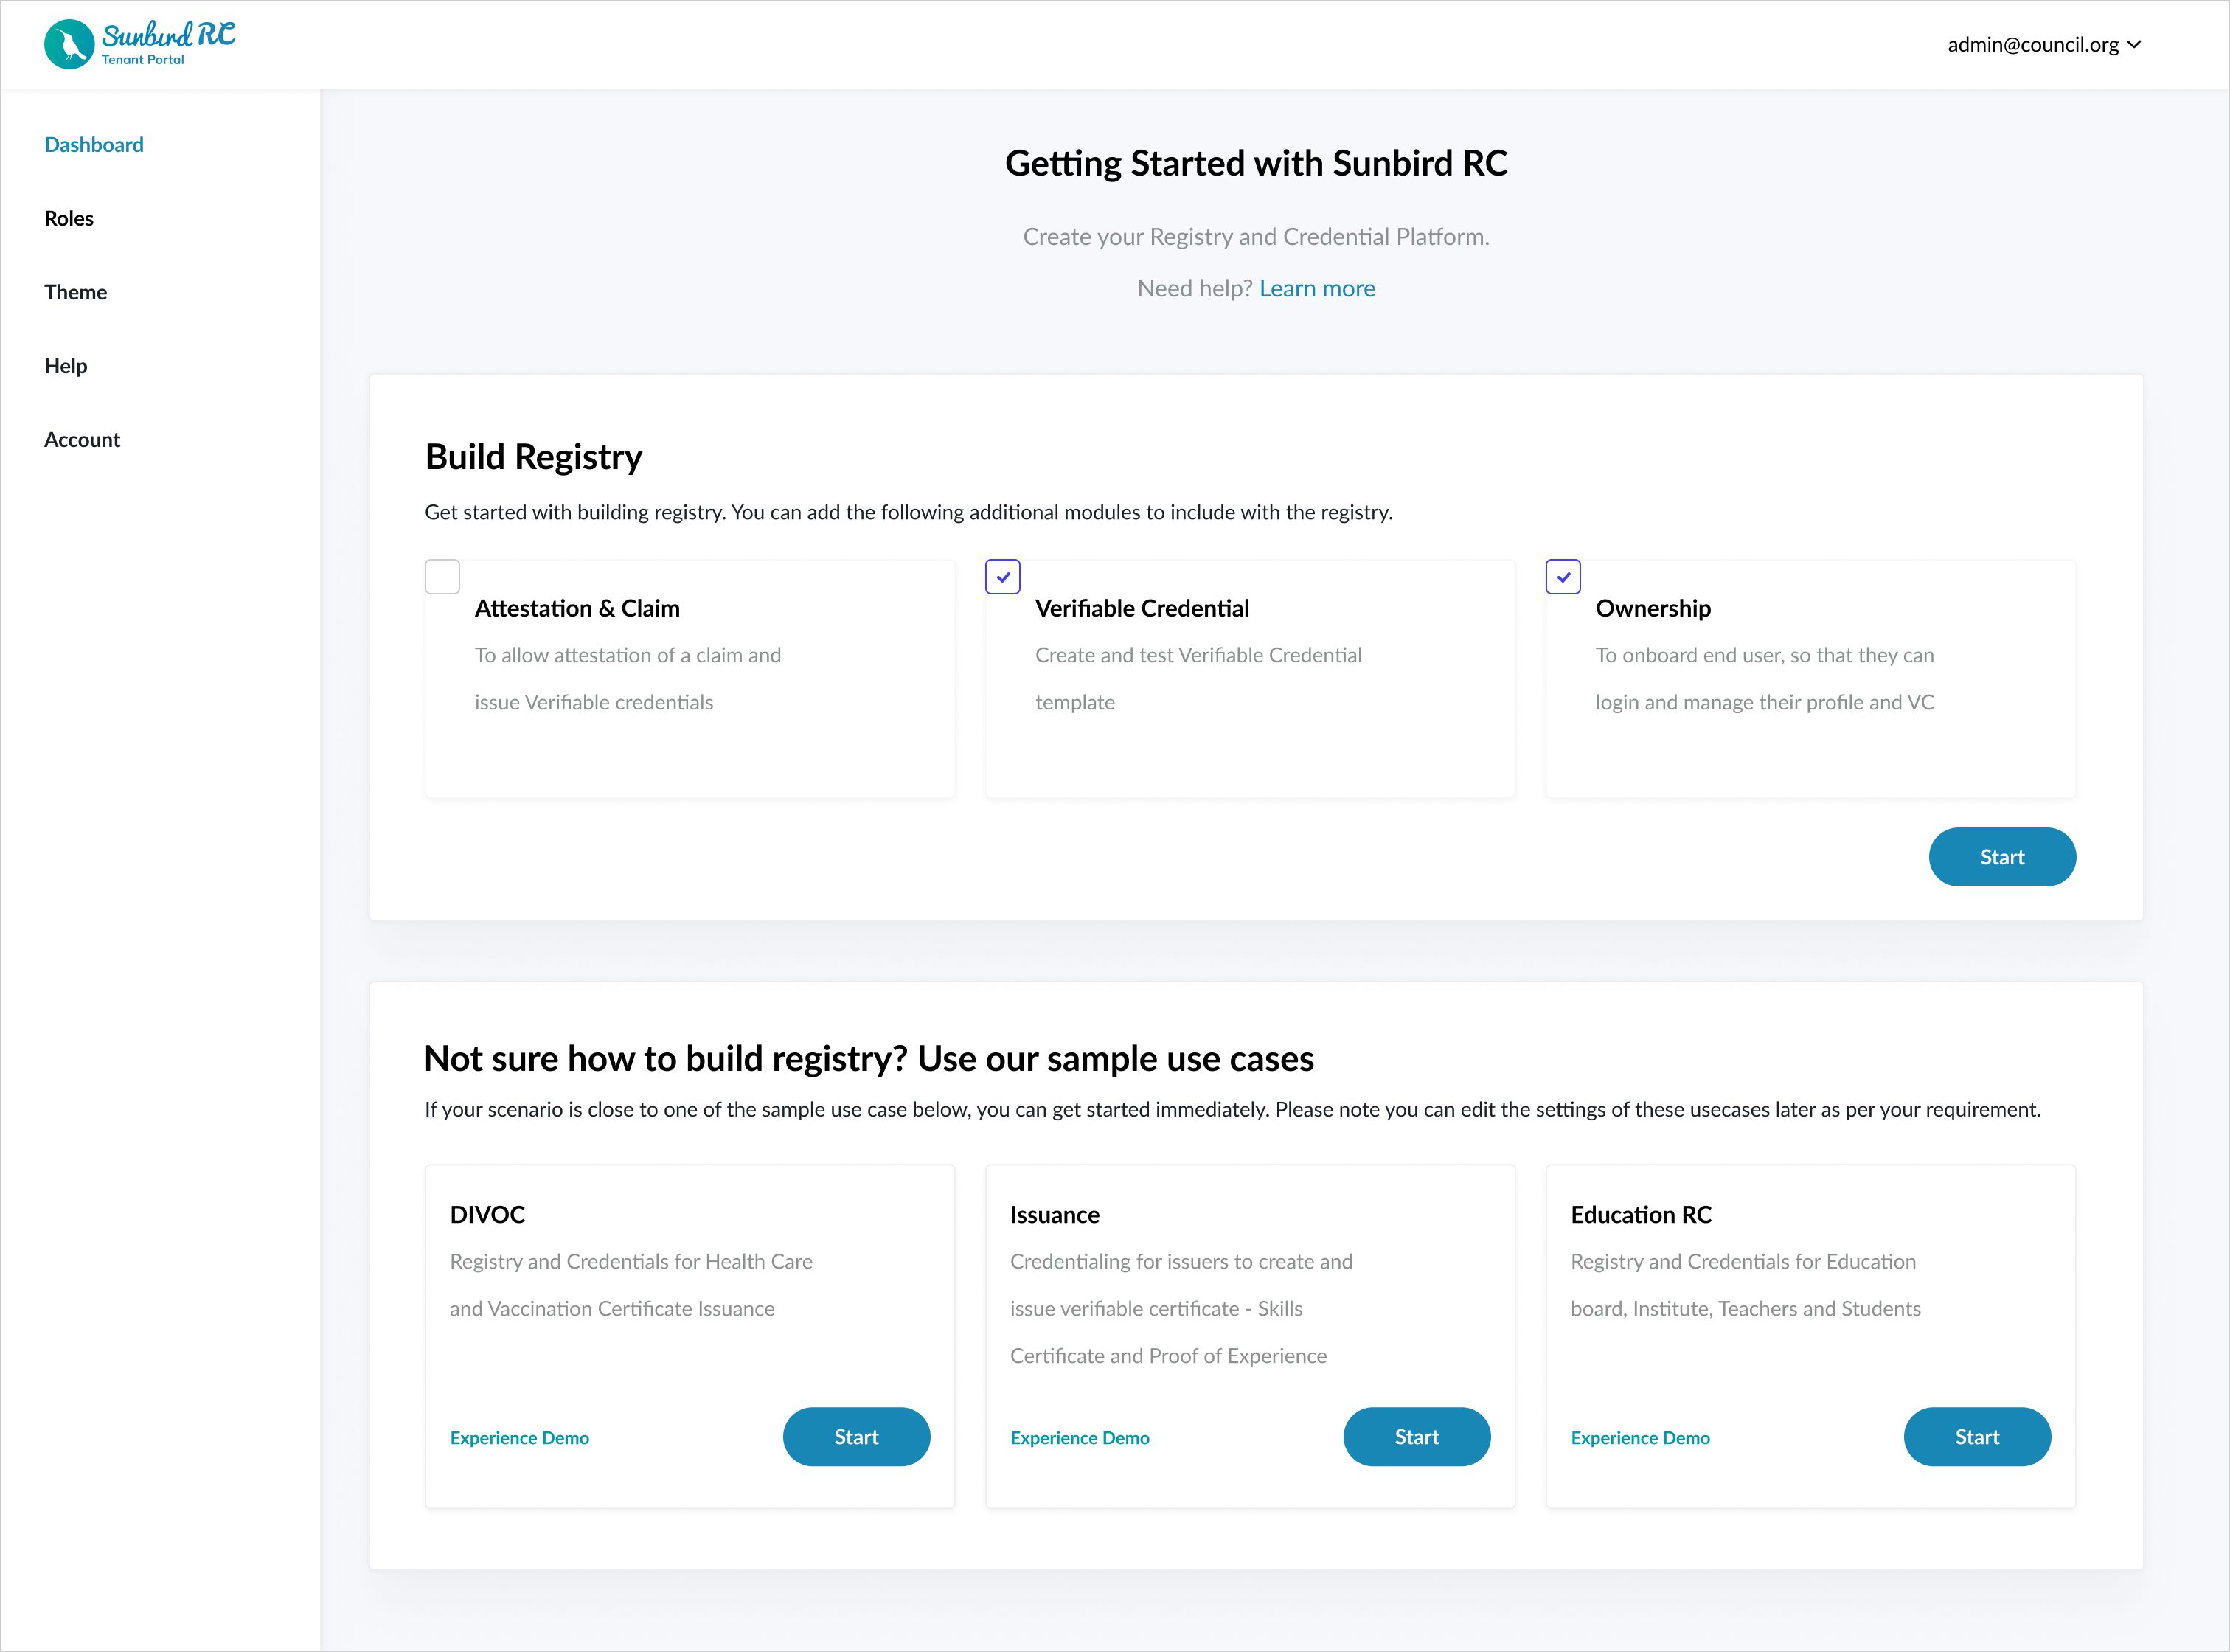 Sunbird RC
Tenant Portal
admin@council.org
Dashboard
Roles
Theme
Help
Account
Getting Started with Sunbird RC
Create your Registry and Credential Platform.
Need help? Learn more
Build Registry
Get started with building registry. You can add the following additional modules to include with the registry.
Attestation & Claim
To allow attestation of a claim and
issue Verifiable credentials
Verifiable Credential
Create and test Verifiable Credential
template
Ownership
To onboard end user, so that they can
login and manage their profile and VC
Start
Not sure how to build registry? Use our sample use cases
If your scenario is close to one of the sample use case below, you can get started immediately. Please note you can edit the settings of these usecases later as per your requirement.
DIVOC
Registry and Credentials for Health Care
and Vaccination Certificate Issuance
Experience Demo
Start
Issuance
Credentialing for issuers to create and
issue verifiable certificate - Skills
Certificate and Proof of Experience
Experience Demo
Start
Education RC
Registry and Credentials for Education
board, Institute, Teachers and Students
Experience Demo
Start